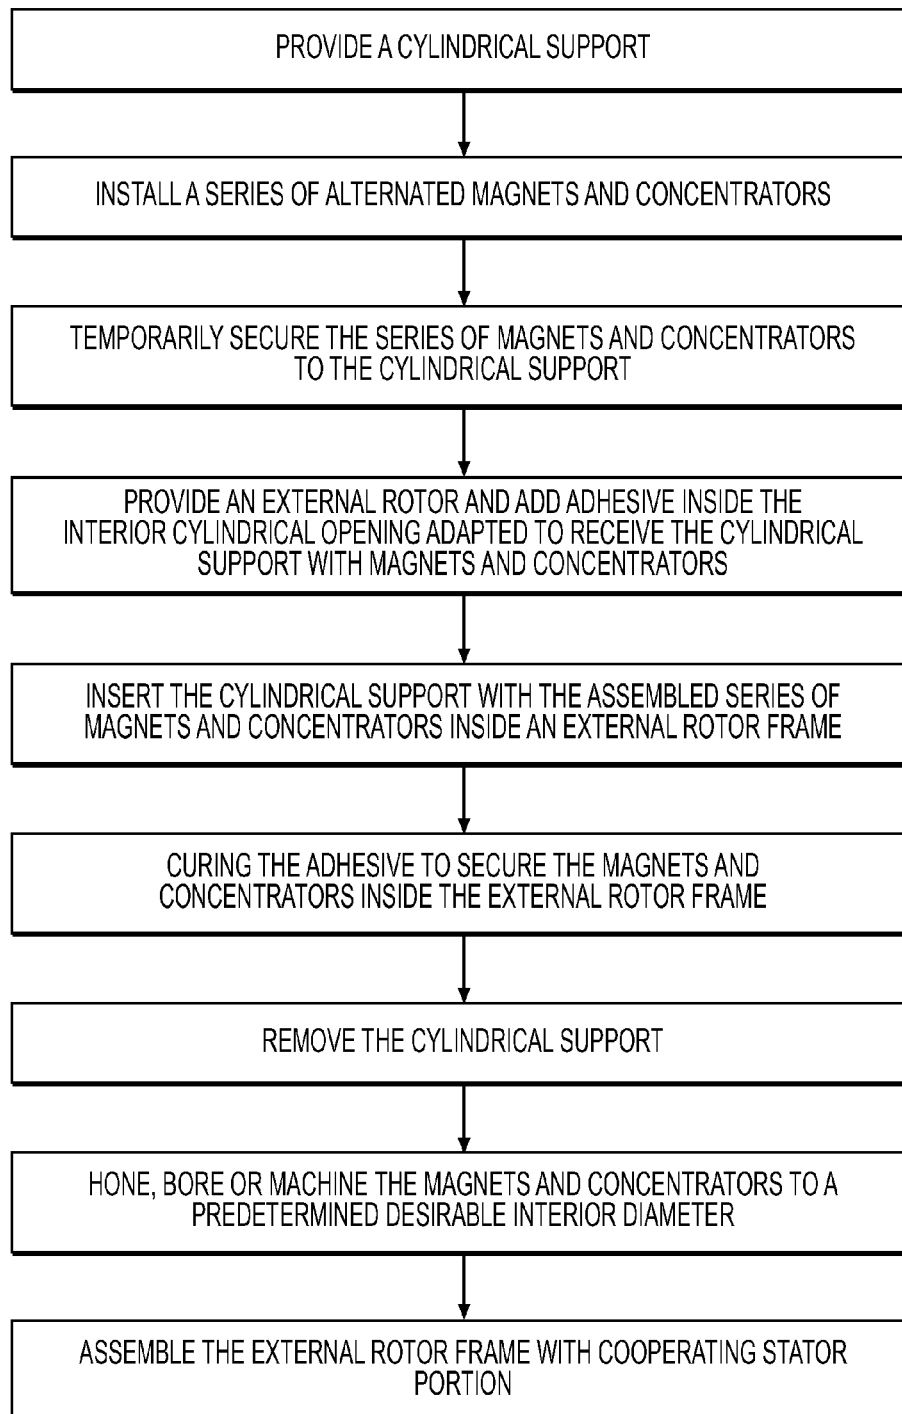 PROVIDE A CYLINDRICAL SUPPORT
INSTALL A SERIES OF ALTERNATED MAGNETS AND CONCENTRATORS
TEMPORARILY SECURE THE SERIES OF MAGNETS AND CONCENTRATORS
TO THE CYLINDRICAL SUPPORT
PROVIDE AN EXTERNAL ROTOR AND ADD ADHESIVE INSIDE THE
INTERIOR CYLINDRICAL OPENING ADAPTED TO RECEIVE THE CYLINDRICAL
SUPPORT WITH MAGNETS AND CONCENTRATORS
INSERT THE CYLINDRICAL SUPPORT WITH THE ASSEMBLED SERIES OF
MAGNETS AND CONCENTRATORS INSIDE AN EXTERNAL ROTOR FRAME
CURING THE ADHESIVE TO SECURE THE MAGNETS AND
CONCENTRATORS INSIDE THE EXTERNAL ROTOR FRAME
REMOVE THE CYLINDRICAL SUPPORT
HONE, BORE OR MACHINE THE MAGNETS AND CONCENTRATORS TO A
PREDETERMINED DESIRABLE INTERIOR DIAMETER
ASSEMBLE THE EXTERNAL ROTOR FRAME WITH COOPERATING STATOR
PORTION